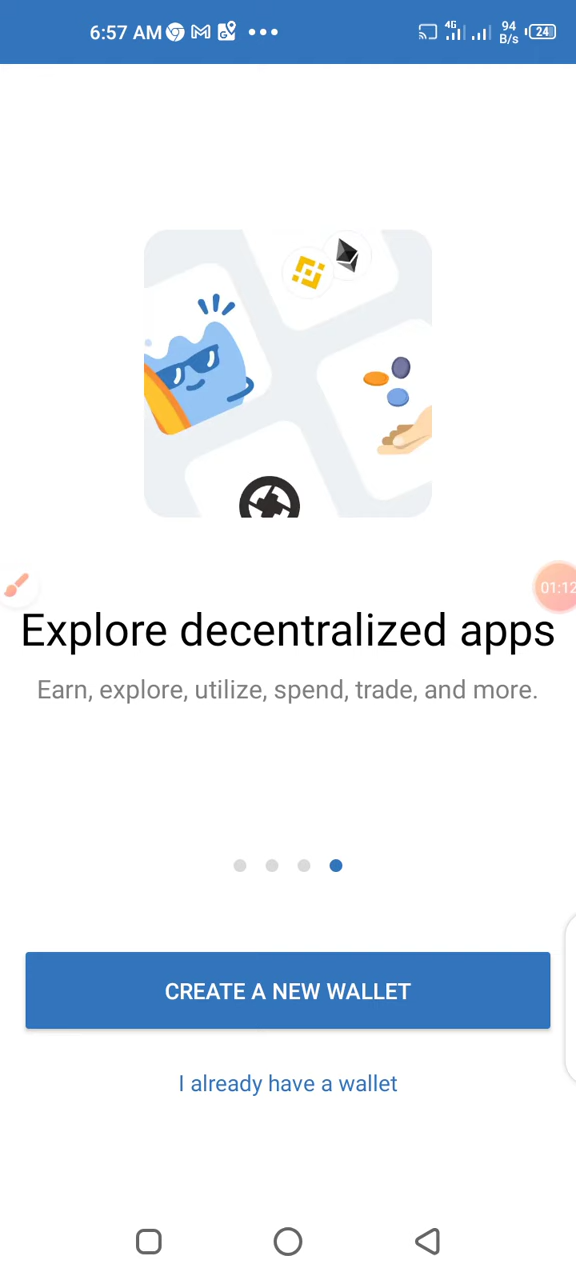 6:57 AM
4G
94
B/s
24
01:12
Explore decentralized apps
Earn, explore, utilize, spend, trade, and more.
CREATE A NEW WALLET
I already have a wallet